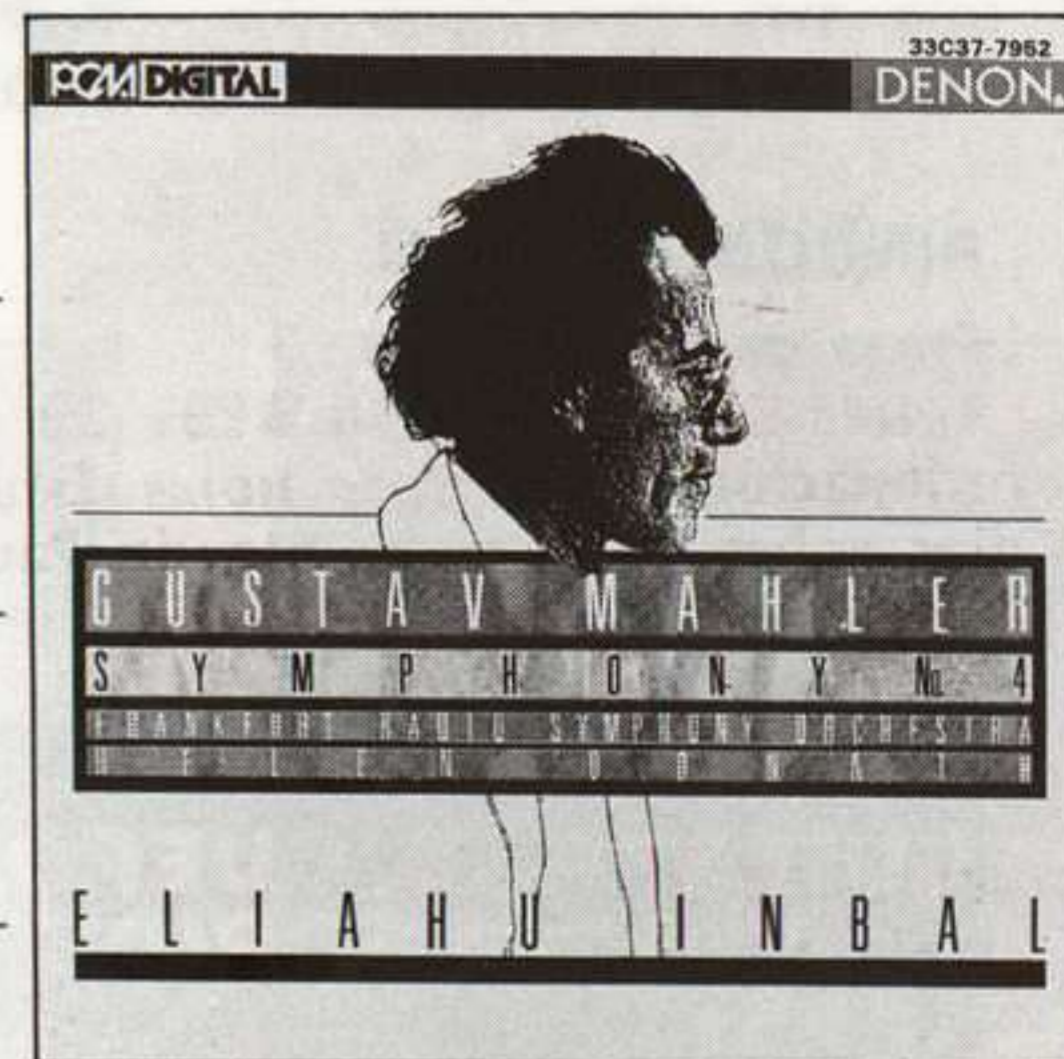 33C37-7952
PCM DIGITAL DENON.
GUSTAV MAHLER
SYMPHONY No. 4
FRANKFURT RADIO SYMPHONY ORCHESTRA
HELEN DONATH
ELIAHU INBAL